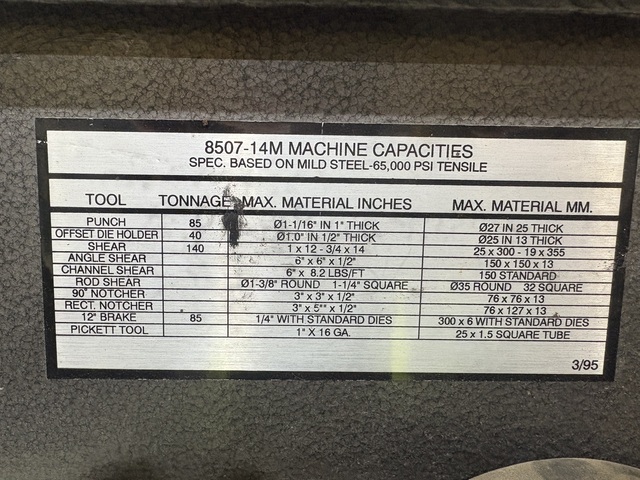 8507-14M MACHINE CAPACITIES
SPEC. BASED ON MILD STEEL-65,000 PSI TENSILE
TOOL TONNAGE MAX. MATERIAL INCHES MAX. MATERIAL MM.
PUNCH 85 Ø1-1/16" IN 1" THICK Ø27 IN 25 THICK
OFFSET DIE HOLDER 40 Ø1.0" IN 1/2" THICK Ø25 IN 13 THICK
SHEAR 140 1 x 12 - 3/4 x 14 25 x 300 - 19 x 355
ANGLE SHEAR 6" x 6" x 1/2" 150 x 150 x 13
CHANNEL SHEAR 6" x 8.2 LBS/FT 150 STANDARD
ROD SHEAR Ø1-3/8" ROUND 1-1/4" SQUARE Ø35 ROUND 32 SQUARE
90° NOTCHER 3" x 3" x 1/2" 76 x 76 x 13
RECT. NOTCHER 3" x 5"" x 1/2" 76 x 127 x 13
12" BRAKE 85 1/4" WITH STANDARD DIES 300 x 6 WITH STANDARD DIES
PICKETT TOOL 1" X 16 GA. 25 x 1.5 SQUARE TUBE
3/95